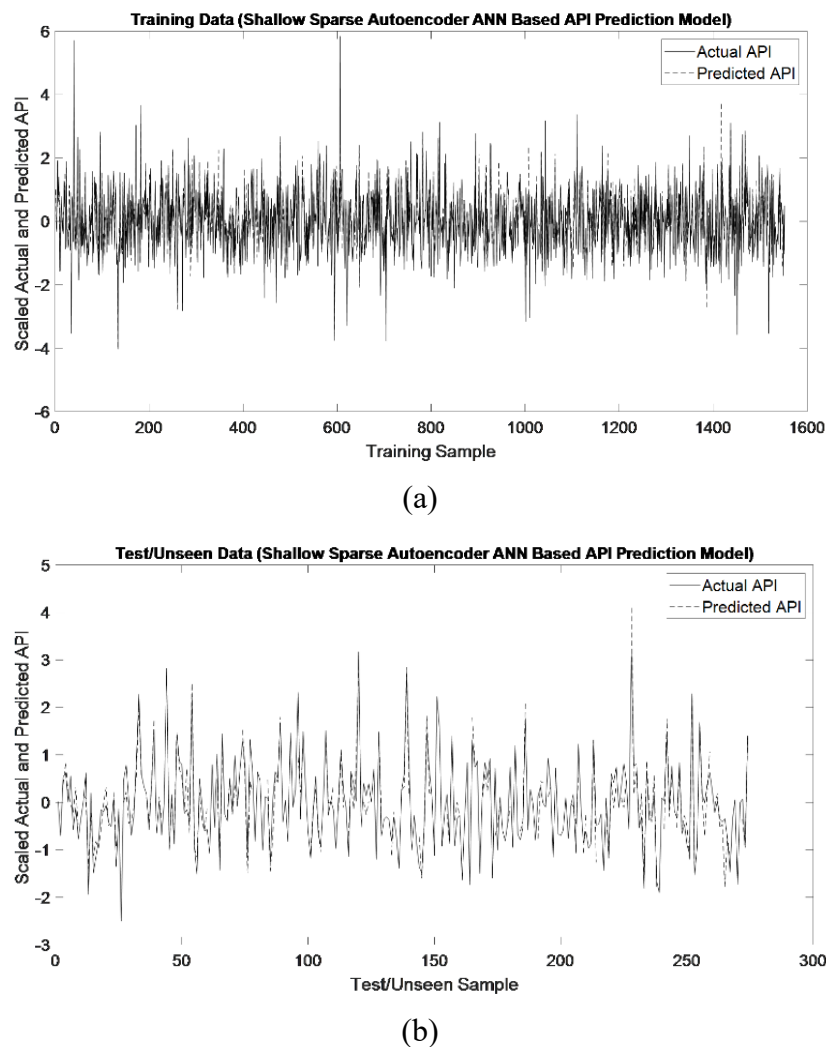 Training Data (Shallow Sparse Autoencoder ANN Based API Prediction Model)
6
4
2
0
-2
-4
-6
Scaled Actual and Predicted API
Actual API
Predicted API
0 200 400 600 800 1000 1200 1400 1600
Training Sample
(a)
Test/Unseen Data (Shallow Sparse Autoencoder ANN Based API Prediction Model)
5
4
3
2
1
0
-1
-2
-3
Scaled Actual and Predicted API
Actual API
Predicted API
0 50 100 150 200 250 300
Test/Unseen Sample
(b)